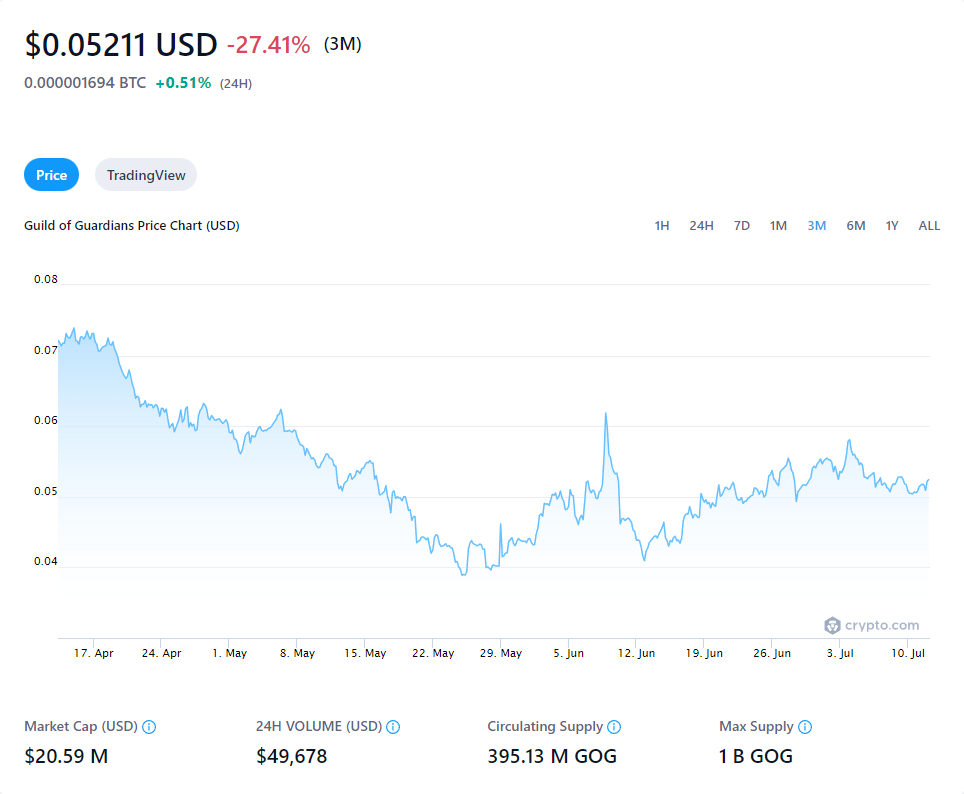 $0.05211 USD -27.41% (3M)
0.000001694 BTC +0.51% (24H)
Price TradingView
Guild of Guardians Price Chart (USD) 1H 24H 7D 1M 3M 6M 1Y ALL
0.08
0.07
0.06
0.05
0.04
crypto.com
17. Apr 24. Apr 1. May 8. May 15. May 22. May 29. May 5. Jun 12. Jun 19. Jun 26. Jun 3. Jul 10. Jul
Market Cap (USD) 24H VOLUME (USD) Circulating Supply Max Supply
$20.59 M $49,678 395.13 M GOG 1 B GOG